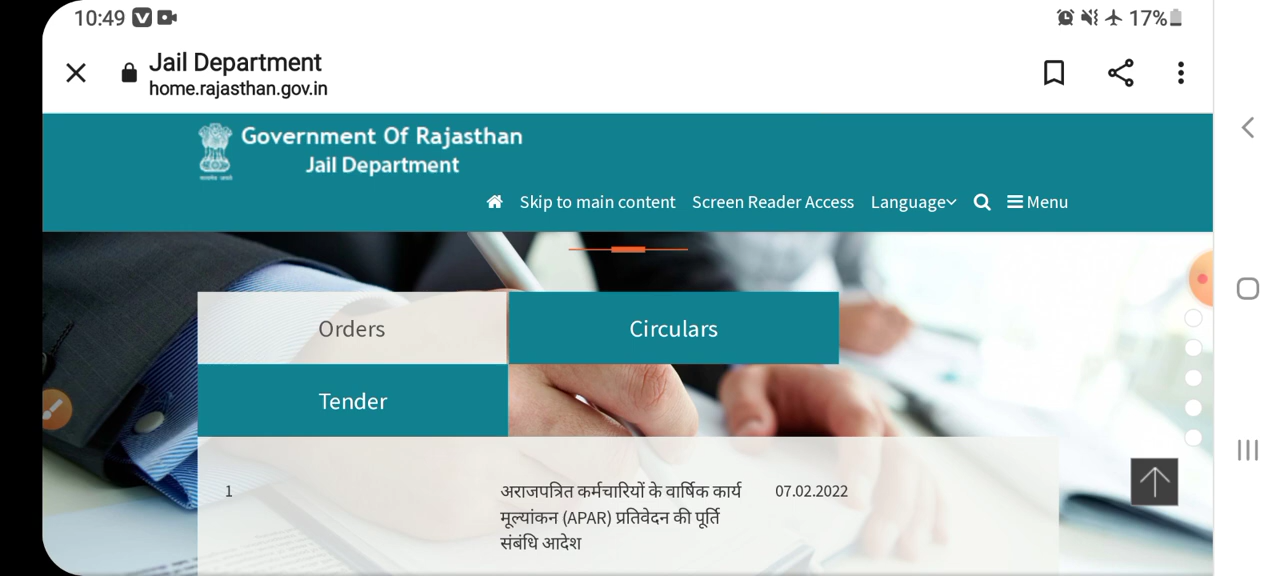 10:49
17%
Jail Department
home.rajasthan.gov.in
Government Of Rajasthan
Jail Department
Skip to main content Screen Reader Access Language Menu
Orders Circulars
Tender
1 अराजपत्रित कर्मचारियों के वार्षिक कार्य 07.02.2022
मूल्यांकन (APAR) प्रतिवेदन की पूर्ति
संबंधि आदेश